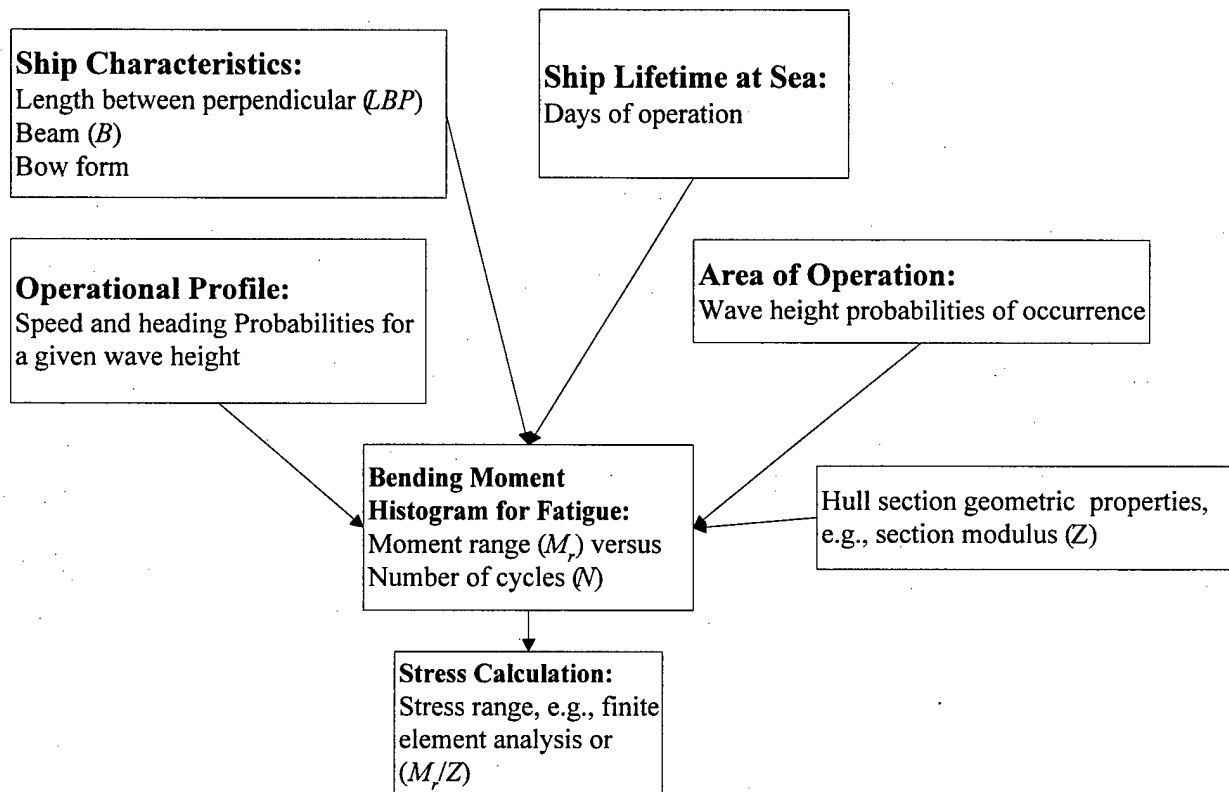 Ship Characteristics:
Length between perpendicular (LBP)
Beam (B)
Bow form
Ship Lifetime at Sea:
Days of operation
Operational Profile:
Speed and heading Probabilities for
a given wave height
Area of Operation:
Wave height probabilities of occurrence
Bending Moment
Histogram for Fatigue:
Moment range (Mr) versus
Number of cycles (N)
Hull section geometric properties,
e.g., section modulus (Z)
Stress Calculation:
Stress range, e.g., finite
element analysis or
(Mr/Z)